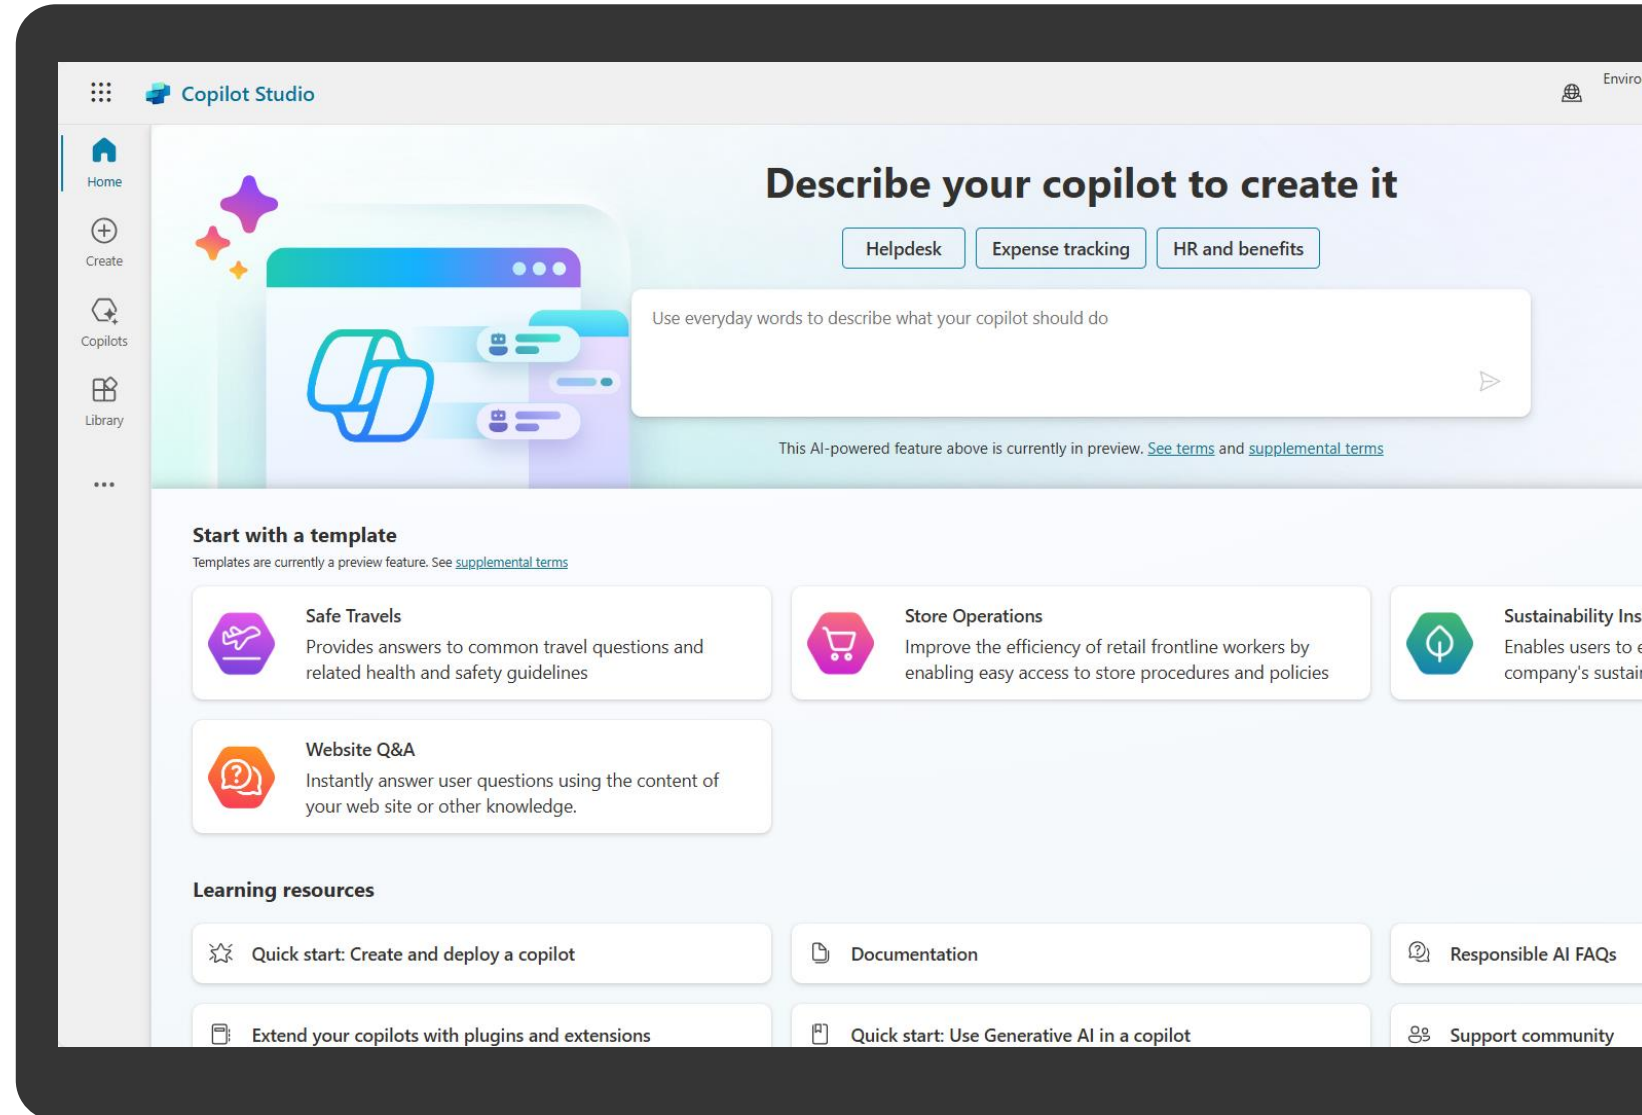 Copilot Studio
Enviro
Home
Create
Copilots
Library
Describe your copilot to create it
Helpdesk
Expense tracking
HR and benefits
Use everyday words to describe what your copilot should do
This AI-powered feature above is currently in preview. See terms and supplemental terms
Start with a template
Templates are currently a preview feature. See supplemental terms
Safe Travels
Provides answers to common travel questions and
related health and safety guidelines
Store Operations
Improve the efficiency of retail frontline workers by
enabling easy access to store procedures and policies
Sustainability Ins
Enables users to e
company's sustain
Website Q&A
Instantly answer user questions using the content of
your web site or other knowledge.
Learning resources
Quick start: Create and deploy a copilot
Documentation
Responsible AI FAQs
Extend your copilots with plugins and extensions
Quick start: Use Generative AI in a copilot
Support community